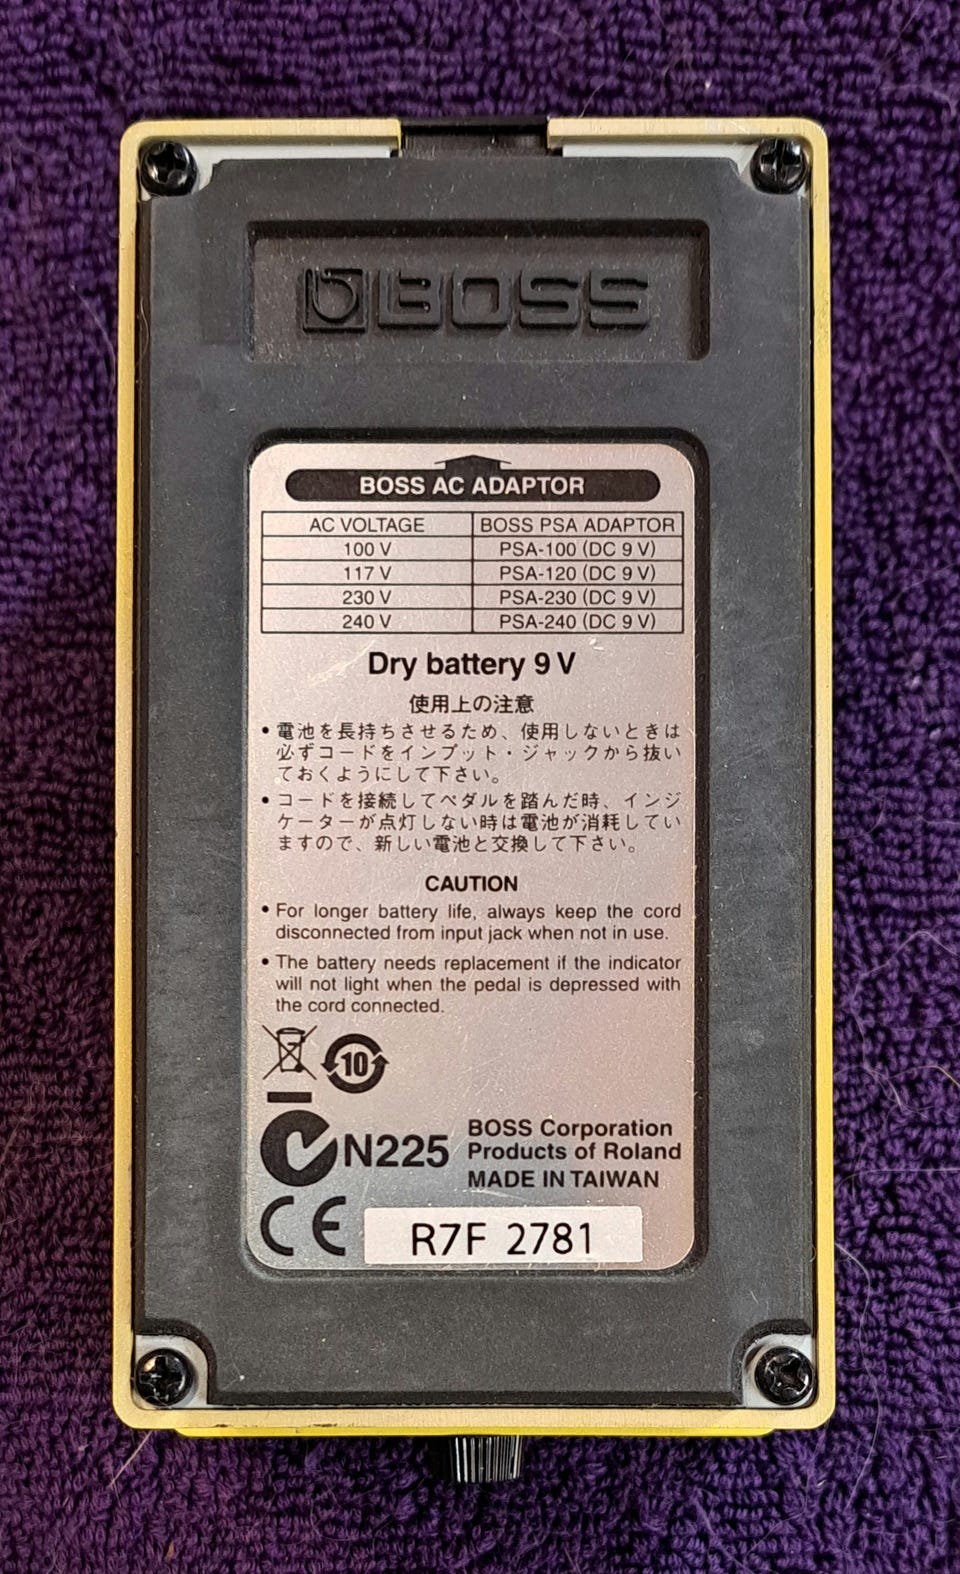 BOSS
BOSS AC ADAPTOR
AC VOLTAGE BOSS PSA ADAPTOR
100 V PSA-100 (DC 9 V)
117 V PSA-120 (DC 9 V)
230 V PSA-230 (DC 9 V)
240 V PSA-240 (DC 9 V)
Dry battery 9 V
使用上の注意
• 電池を長持ちさせるため、使用しないときは
必ずコードをインプット・ジャックから抜い
ておくようにして下さい。
• コードを接続してペダルを踏んだ時、インジ
ケーターが点灯しない時は電池が消耗してい
ますので、新しい電池と交換して下さい。
CAUTION
• For longer battery life, always keep the cord
disconnected from input jack when not in use.
• The battery needs replacement if the indicator
will not light when the pedal is depressed with
the cord connected.
10
N225
BOSS Corporation
Products of Roland
MADE IN TAIWAN
CE
R7F 2781